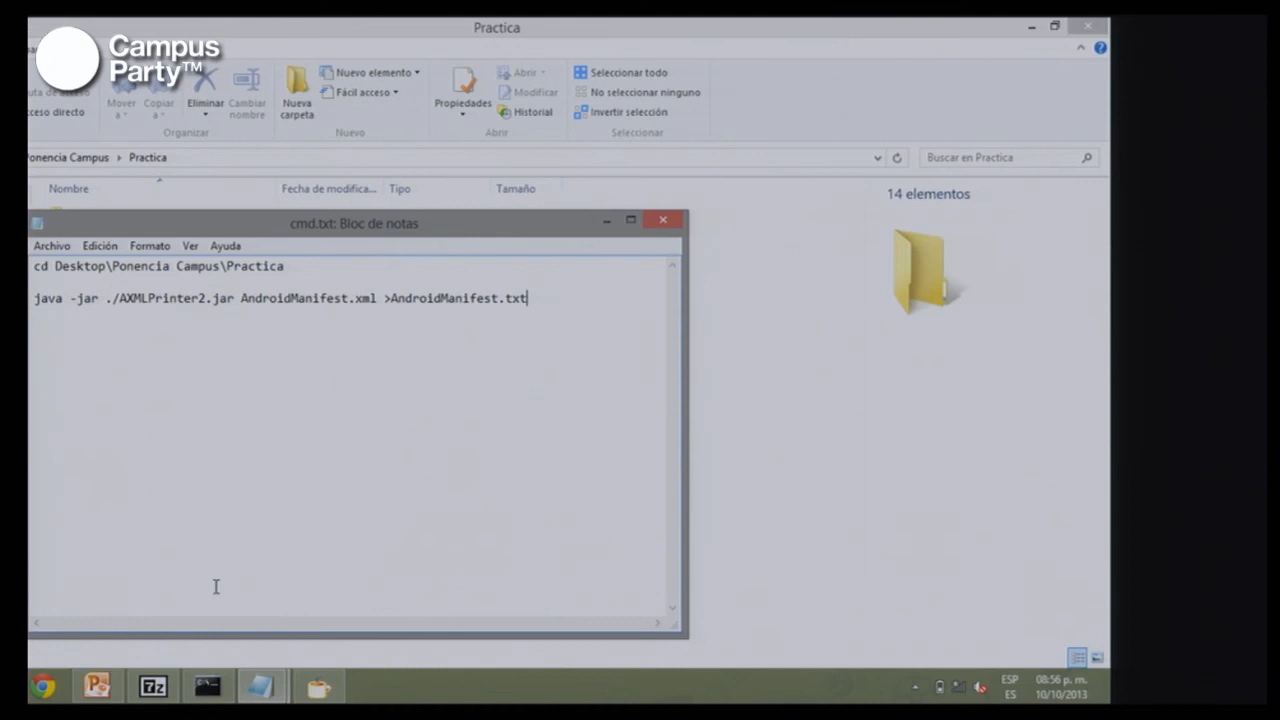 Campus
Party™
Practica
Nuevo elemento
Abrir
Seleccionar todo
Fácil acceso
Modificar
No seleccionar ninguno
ceso directo
Mover
a
Copiar
a
Eliminar
Cambiar
nombre
Nueva
carpeta
Propiedades
Historial
Invertir selección
Organizar
Nuevo
Abrir
Seleccionar
Ponencia Campus
Practica
Buscar en Practica
Nombre
Fecha de modifica...
Tipo
Tamaño
14 elementos
cmd.txt: Bloc de notas
Archivo Edición Formato Ver Ayuda
cd Desktop\Ponencia Campus\Practica
java -jar ./AXMLPrinter2.jar AndroidManifest.xml >AndroidManifest.txt
7z
ESP
ES
08:56 p. m.
10/10/2013